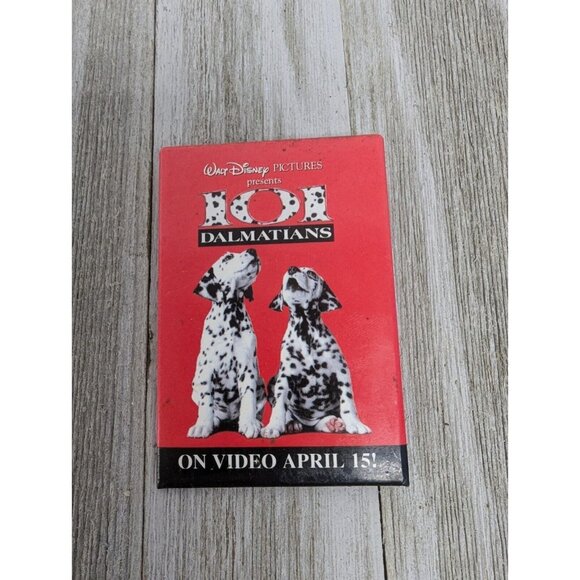 Walt Disney PICTURES
presents
101
DALMATIANS
ON VIDEO APRIL 15!